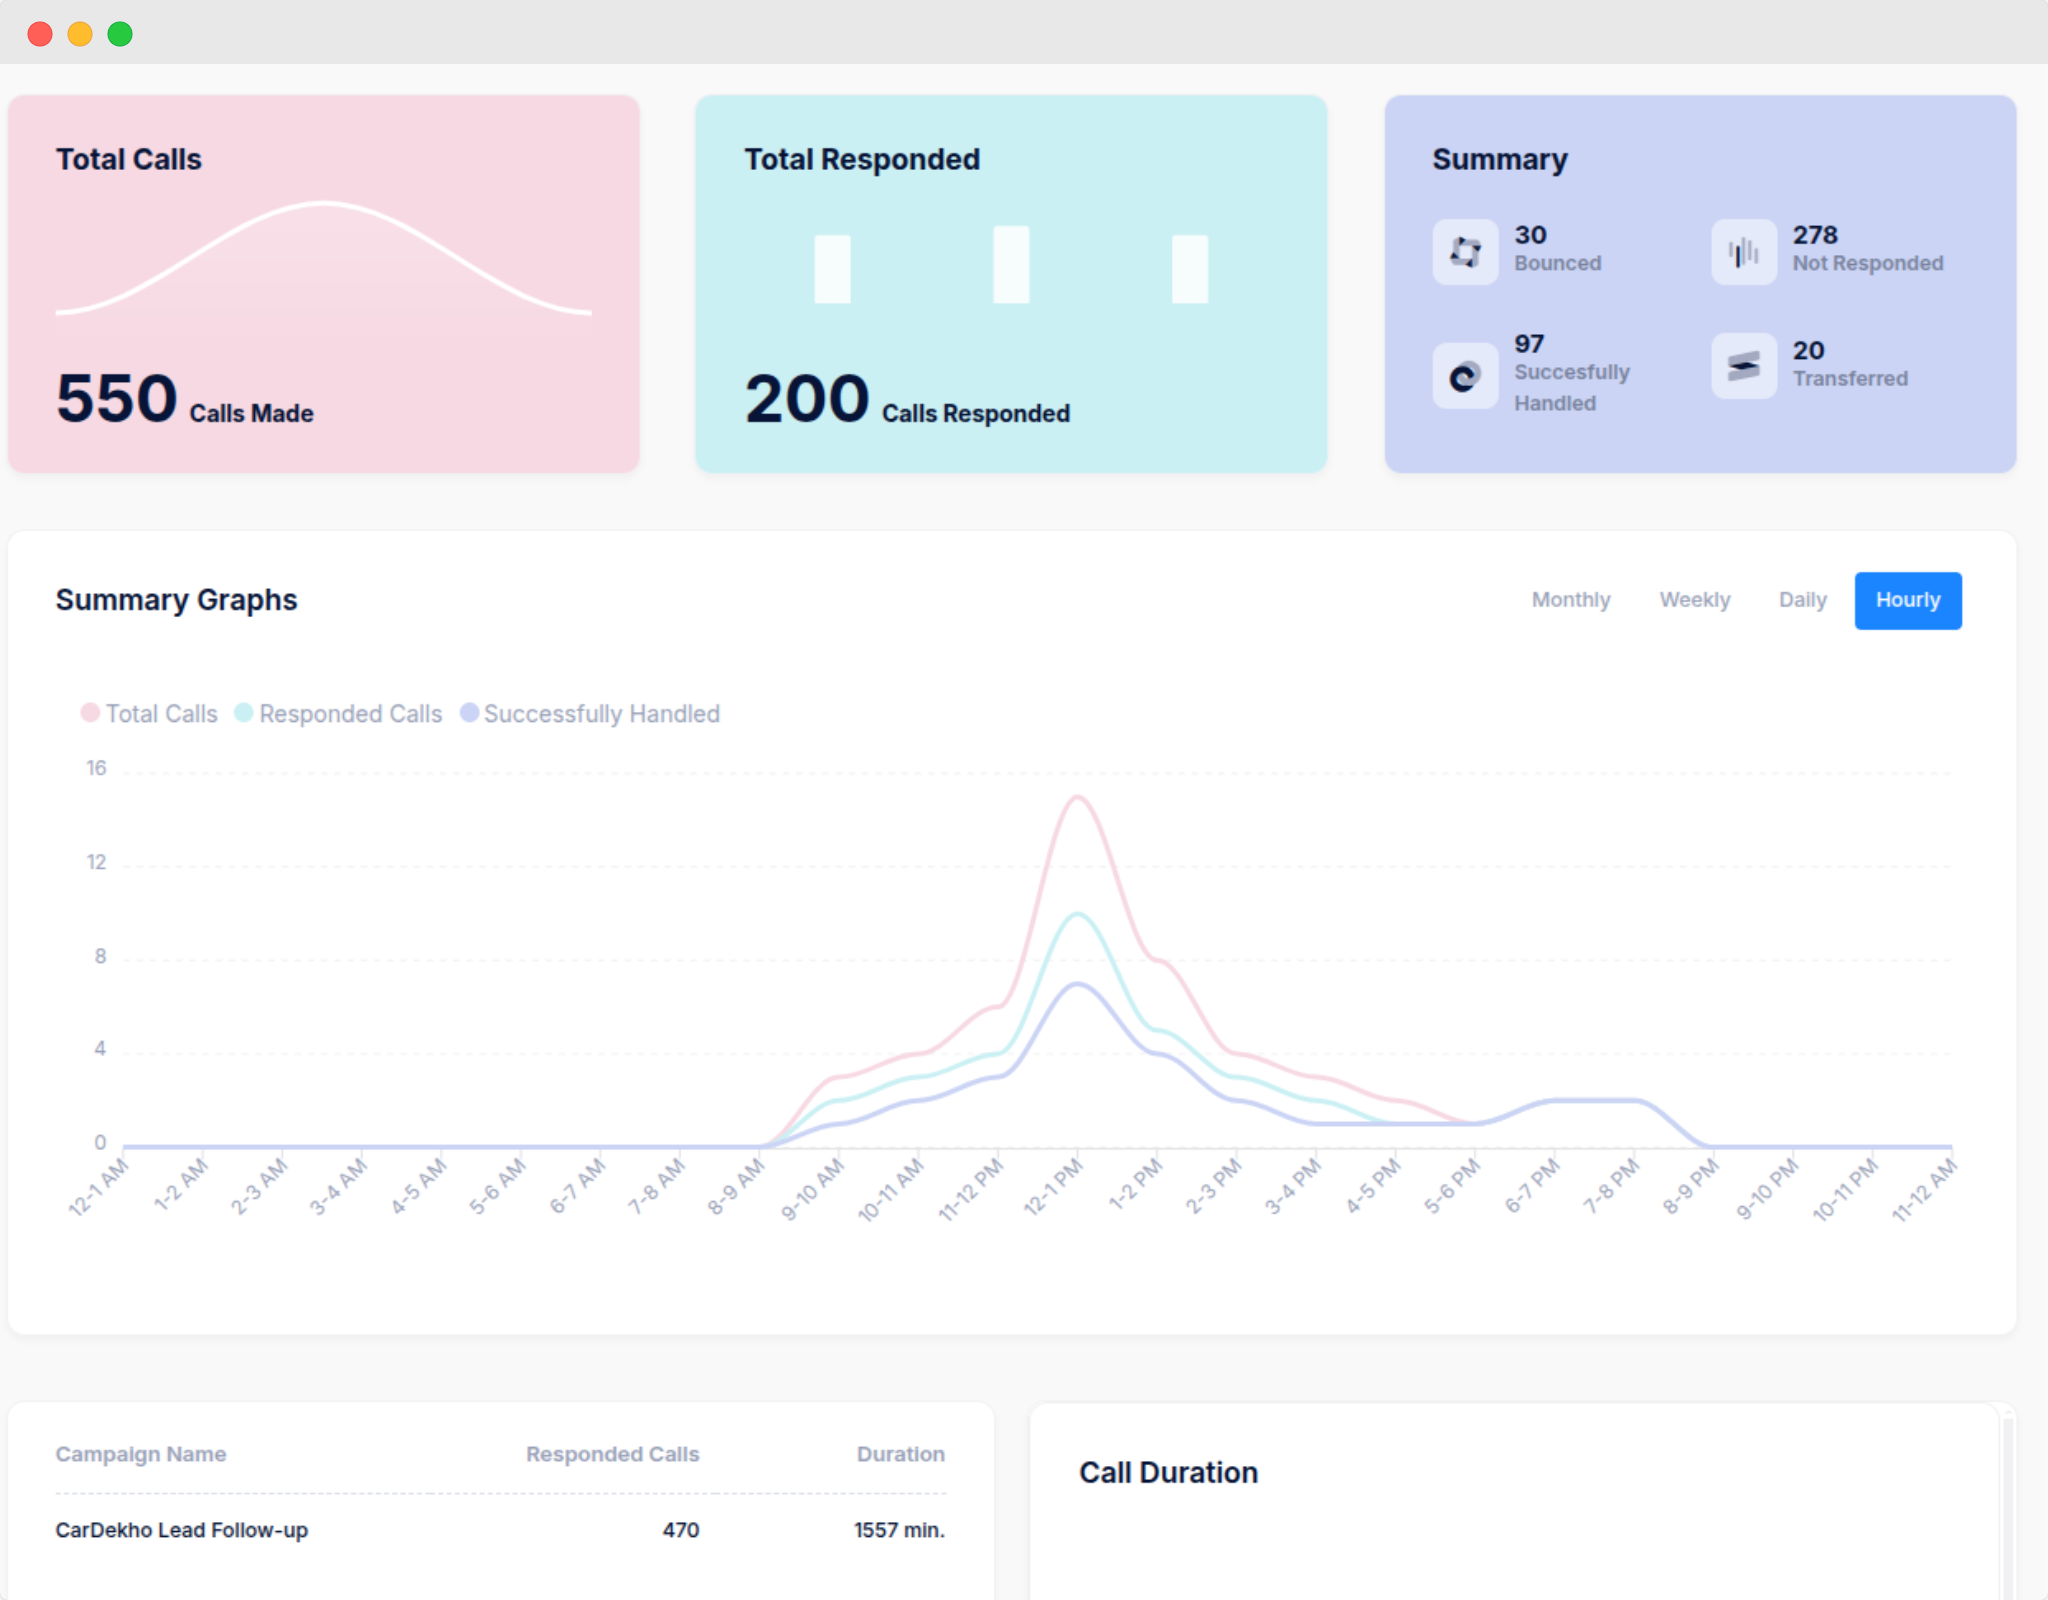 Total Calls
550 Calls Made
Total Responded
200 Calls Responded
Summary
30
Bounced
278
Not Responded
97
Succesfully
Handled
20
Transferred
Summary Graphs
Monthly Weekly Daily Hourly
Total Calls Responded Calls Successfully Handled
16
12
8
4
0
12-1 AM 1-2 AM 2-3 AM 3-4 AM 4-5 AM 5-6 AM 6-7 AM 7-8 AM 8-9 AM 9-10 AM 10-11 AM 11-12 PM 12-1 PM 1-2 PM 2-3 PM 3-4 PM 4-5 PM 5-6 PM 6-7 PM 7-8 PM 8-9 PM 9-10 PM 10-11 PM 11-12 AM
Campaign Name Responded Calls Duration
CarDekho Lead Follow-up 470 1557 min.
Call Duration